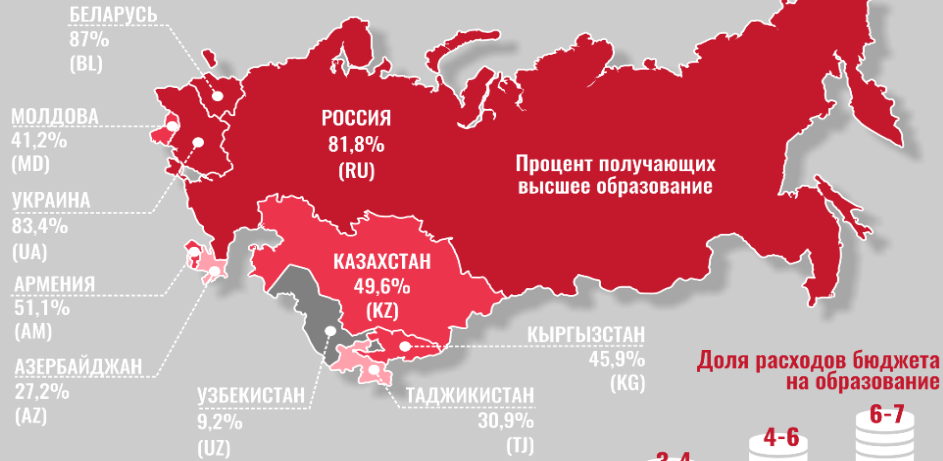 БЕЛАРУСЬ
87%
(BL)
МОЛДОВА
41,2%
(MD)
УКРАИНА
83,4%
(UA)
АРМЕНИЯ
51,1%
(AM)
АЗЕРБАЙДЖАН
27,2%
(AZ)
РОССИЯ
81,8%
(RU)
Процент получающих
высшее образование
КАЗАХСТАН
49,6%
(KZ)
КЫРГЫЗСТАН
45,9%
(KG)
УЗБЕКИСТАН
9,2%
(UZ)
ТАДЖИКИСТАН
30,9%
(TJ)
Доля расходов бюджета
на образование
6-7
4-6
3-4